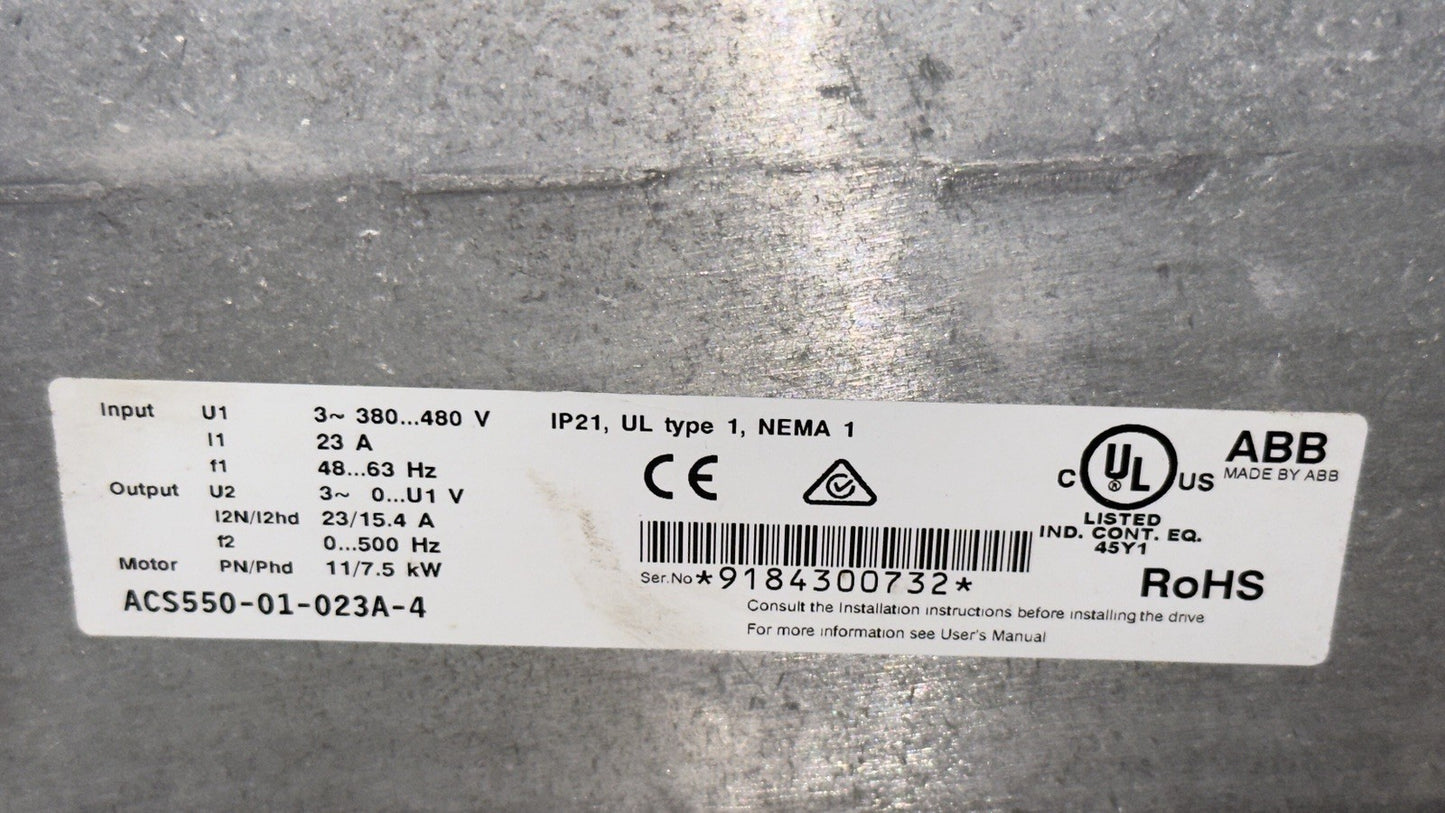 Input U1 3~ 380...480 V
I1 23 A
f1 48...63 Hz
Output U2 3~ 0...U1 V
I2N/I2hd 23/15.4 A
f2 0...500 Hz
Motor PN/Phd 11/7.5 kW
ACS550-01-023A-4
IP21, UL type 1, NEMA 1
CE
Ser.No *9184300732*
Consult the Installation instructions before installing the drive
For more information see User's Manual
C UL ® US
LISTED
IND. CONT. EQ.
45Y1
ABB
MADE BY ABB
RoHS